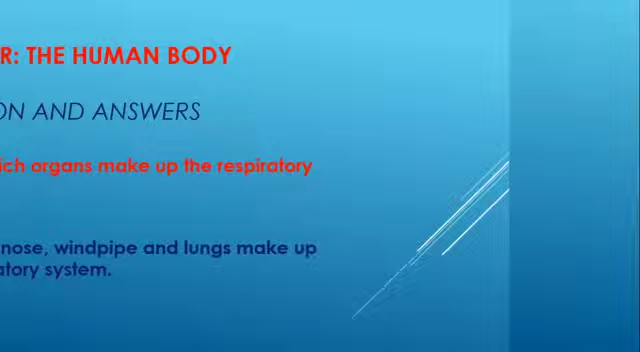 R: THE HUMAN BODY
ON AND ANSWERS
ich organs make up the respiratory
nose, windpipe and lungs make up
atory system.